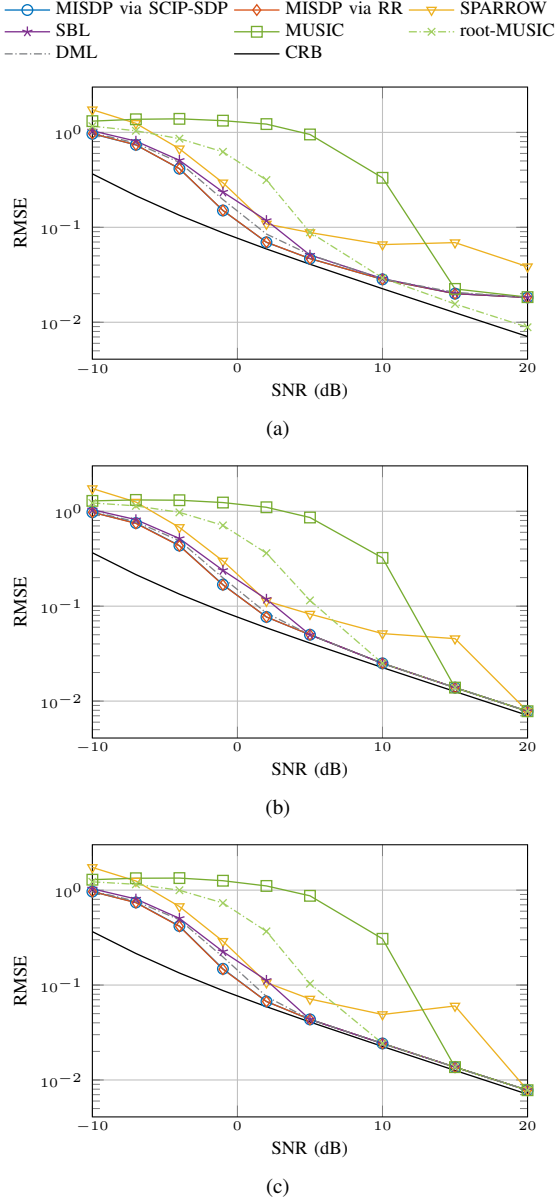 MISDP via SCIP-SDP MISDP via RR SPARROW
SBL MUSIC root-MUSIC
DML CRB
10^0
10^{-1}
10^{-2}
RMSE
−10 0 10 20
SNR (dB)
(a)
10^0
10^{-1}
10^{-2}
RMSE
−10 0 10 20
SNR (dB)
(b)
10^0
10^{-1}
10^{-2}
RMSE
−10 0 10 20
SNR (dB)
(c)